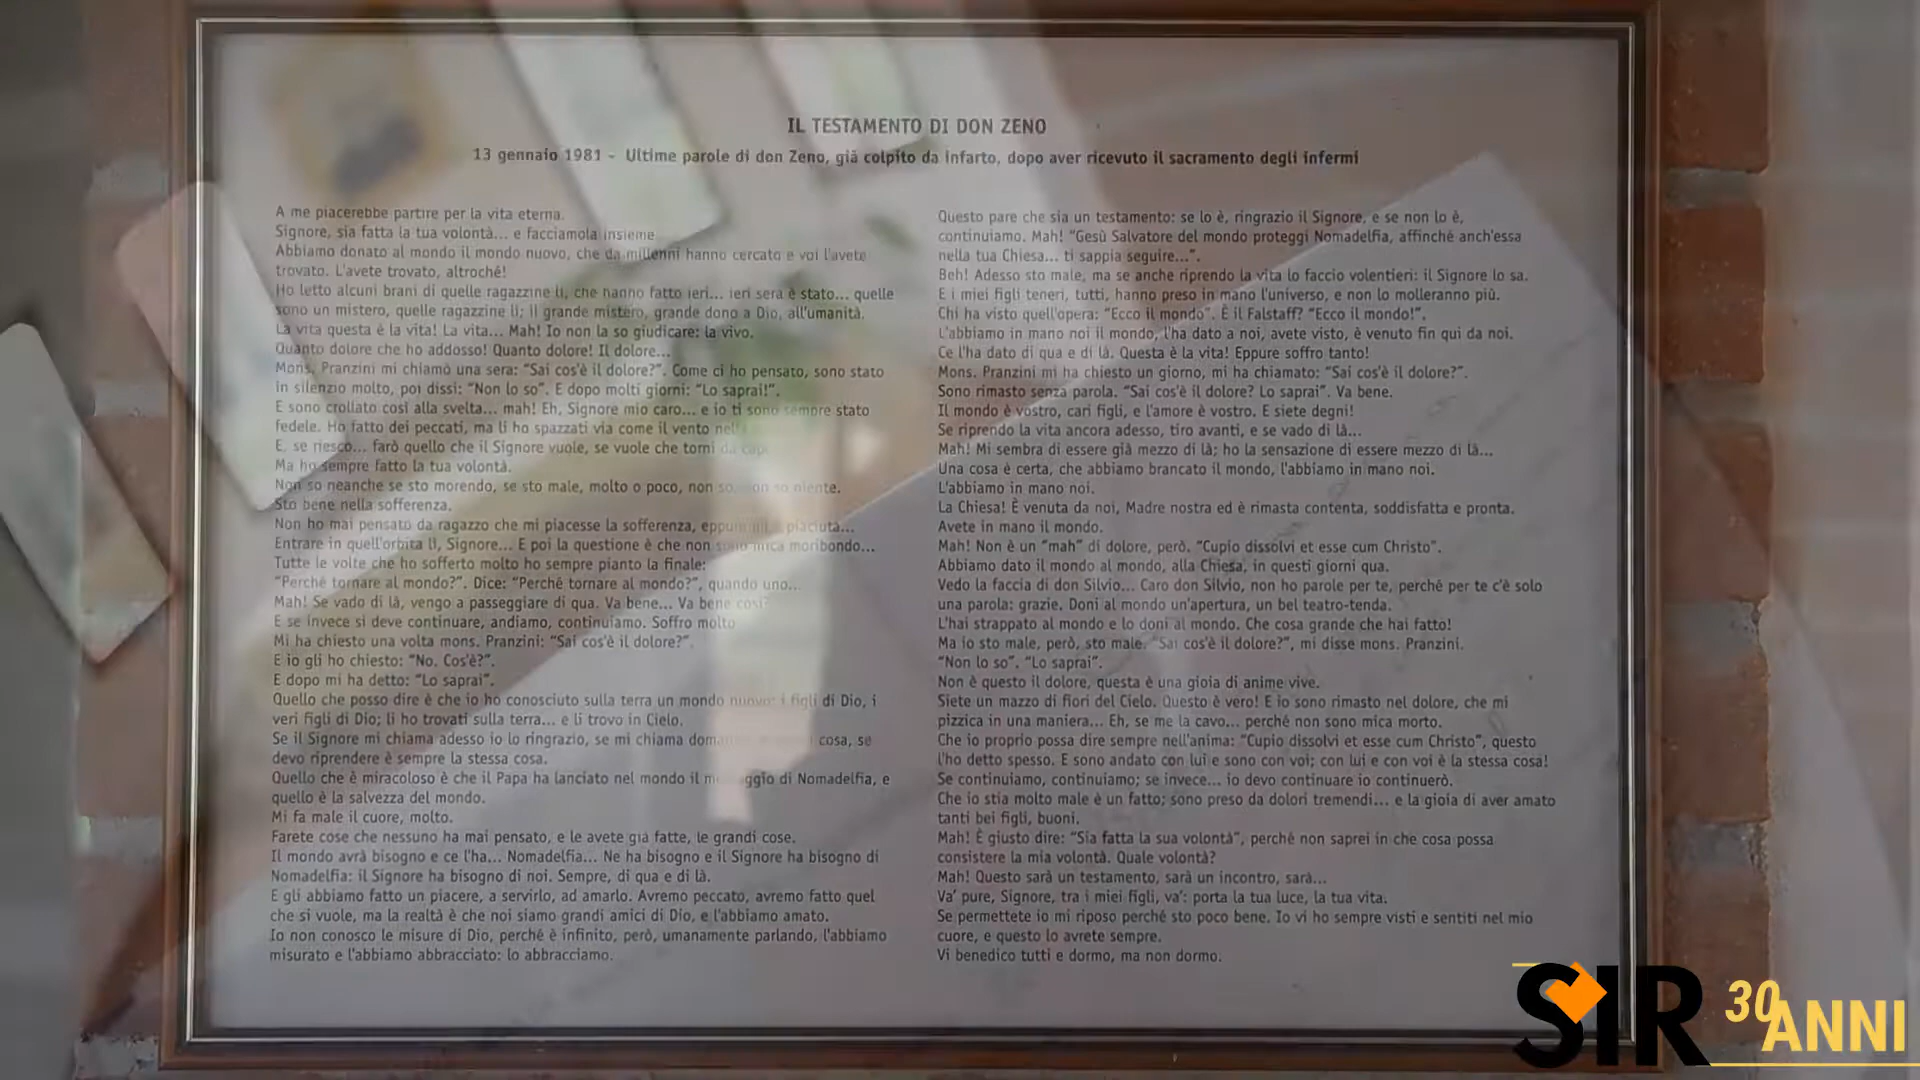 IL TESTAMENTO DI DON ZENO
13 gennaio 1981 - Ultime parole di don Zeno, già colpito da infarto, dopo aver ricevuto il sacramento degli infermi
A me piacerebbe partire per la vita eterna.
Signore, sia fatta la tua volontà... e facciamola insieme.
Abbiamo donato al mondo il mondo nuovo, che da millenni hanno cercato e voi l'avete
trovato. L'avete trovato, altroché!
Ho letto alcuni brani di quelle ragazzine lì, che hanno fatto ieri... ieri sera è stato... quelle
sono un mistero, quelle ragazzine lì; il grande mistero, grande dono a Dio, all'umanità.
La vita questa è la vita! La vita... Mah! Io non la so giudicare: la vivo.
Quanto dolore che ho addosso! Quanto dolore! Il dolore...
Mons. Pranzini mi chiamò una sera: "Sai cos'è il dolore?". Come ci ho pensato, sono stato
in silenzio molto, poi dissi: "Non lo so". E dopo molti giorni: "Lo saprai!".
E sono crollato così alla svelta... mah! Eh, Signore mio caro... e io ti sono sempre stato
fedele. Ho fatto dei peccati, ma li ho spazzati via come il vento
E, se riesco... farò quello che il Signore vuole, se vuole che torni
Ma ho sempre fatto la tua volontà.
Non so neanche se sto morendo, se sto male, molto o poco, non so, non so niente.
Sto bene nella sofferenza.
Non ho mai pensato da ragazzo che mi piacesse la sofferenza, eppure mi è piaciuta...
Entrare in quell'orbita lì, Signore... E poi la questione è che non sono mica moribondo...
Tutte le volte che ho sofferto molto ho sempre pianto la finale:
"Perché tornare al mondo?". Dice: "Perché tornare al mondo?", quando uno...
Mah! Se vado di là, vengo a passeggiare di qua. Va bene... Va bene così?
E se invece si deve continuare, andiamo, continuiamo. Soffro molto
Mi ha chiesto una volta mons. Pranzini: "Sai cos'è il dolore?".
E io gli ho chiesto: "No. Cos'è?".
E dopo mi ha detto: "Lo saprai".
Quello che posso dire è che io ho conosciuto sulla terra un mondo nuovo: i figli di Dio, i
veri figli di Dio; li ho trovati sulla terra... e li trovo in Cielo.
Se il Signore mi chiama adesso io lo ringrazio, se mi chiama cosa, se
devo riprendere è sempre la stessa cosa.
Quello che è miracoloso è che il Papa ha lanciato nel mondo il di Nomadelfia, e
quello è la salvezza del mondo.
Mi fa male il cuore, molto.
Farete cose che nessuno ha mai pensato, e le avete già fatte, le grandi cose.
Il mondo avrà bisogno e ce l'ha... Nomadelfia... Ne ha bisogno e il Signore ha bisogno di
Nomadelfia: il Signore ha bisogno di noi. Sempre, di qua e di là.
E gli abbiamo fatto un piacere, a servirlo, ad amarlo. Avremo peccato, avremo fatto quel
che si vuole, ma la realtà è che noi siamo grandi amici di Dio, e l'abbiamo amato.
Io non conosco le misure di Dio, perché è infinito, però, umanamente parlando, l'abbiamo
misurato e l'abbiamo abbracciato: lo abbracciamo.
Questo pare che sia un testamento: se lo è, ringrazio il Signore, e se non lo è,
continuiamo. Mah! "Gesù Salvatore del mondo proteggi Nomadelfia, affinché anch'essa
nella tua Chiesa... ti sappia seguire...".
Beh! Adesso sto male, ma se anche riprendo la vita lo faccio volentieri: il Signore lo sa.
E i miei figli teneri, tutti, hanno preso in mano l'universo, e non lo molleranno più.
Chi ha visto quell'opera: "Ecco il mondo". È il Falstaff? "Ecco il mondo!".
L'abbiamo in mano noi il mondo, l'ha dato a noi, avete visto, è venuto fin qui da noi.
Ce l'ha dato di qua e di là. Questa è la vita! Eppure soffro tanto!
Mons. Pranzini mi ha chiesto un giorno, mi ha chiamato: "Sai cos'è il dolore?".
Sono rimasto senza parola. "Sai cos'è il dolore? Lo saprai". Va bene.
Il mondo è vostro, cari figli, e l'amore è vostro. E siete degni!
Se riprendo la vita ancora adesso, tiro avanti, e se vado di là...
Mah! Mi sembra di essere già mezzo di là; ho la sensazione di essere mezzo di là...
Una cosa è certa, che abbiamo brancato il mondo, l'abbiamo in mano noi.
L'abbiamo in mano noi.
La Chiesa! È venuta da noi, Madre nostra ed è rimasta contenta, soddisfatta e pronta.
Avete in mano il mondo.
Mah! Non è un "mah" di dolore, però. "Cupio dissolvi et esse cum Christo".
Abbiamo dato il mondo al mondo, alla Chiesa, in questi giorni qua.
Vedo la faccia di don Silvio... Caro don Silvio, non ho parole per te, perché per te c'è solo
una parola: grazie. Doni al mondo un'apertura, un bel teatro-tenda.
L'hai strappato al mondo e lo doni al mondo. Che cosa grande che hai fatto!
Ma io sto male, però, sto male. "Sai cos'è il dolore?", mi disse mons. Pranzini.
"Non lo so". "Lo saprai".
Non è questo il dolore, questa è una gioia di anime vive.
Siete un mazzo di fiori del Cielo. Questo è vero! E io sono rimasto nel dolore, che mi
pizzica in una maniera... Eh, se me la cavo... perché non sono mica morto.
Che io proprio possa dire sempre nell'anima: "Cupio dissolvi et esse cum Christo", questo
l'ho detto spesso. E sono andato con lui e sono con voi; con lui e con voi è la stessa cosa!
Se continuiamo, continuiamo; se invece... io devo continuare io continuerò.
Che io stia molto male è un fatto; sono preso da dolori tremendi... e la gioia di aver amato
tanti bei figli, buoni.
Mah! È giusto dire: "Sia fatta la sua volontà", perché non saprei in che cosa possa
consistere la mia volontà. Quale volontà?
Mah! Questo sarà un testamento, sarà un incontro, sarà...
Va' pure, Signore, tra i miei figli, va': porta la tua luce, la tua vita.
Se permettete io mi riposo perché sto poco bene. Io vi ho sempre visti e sentiti nel mio
cuore, e questo lo avrete sempre.
Vi benedico tutti e dormo, ma non dormo.
SIR 30 ANNI